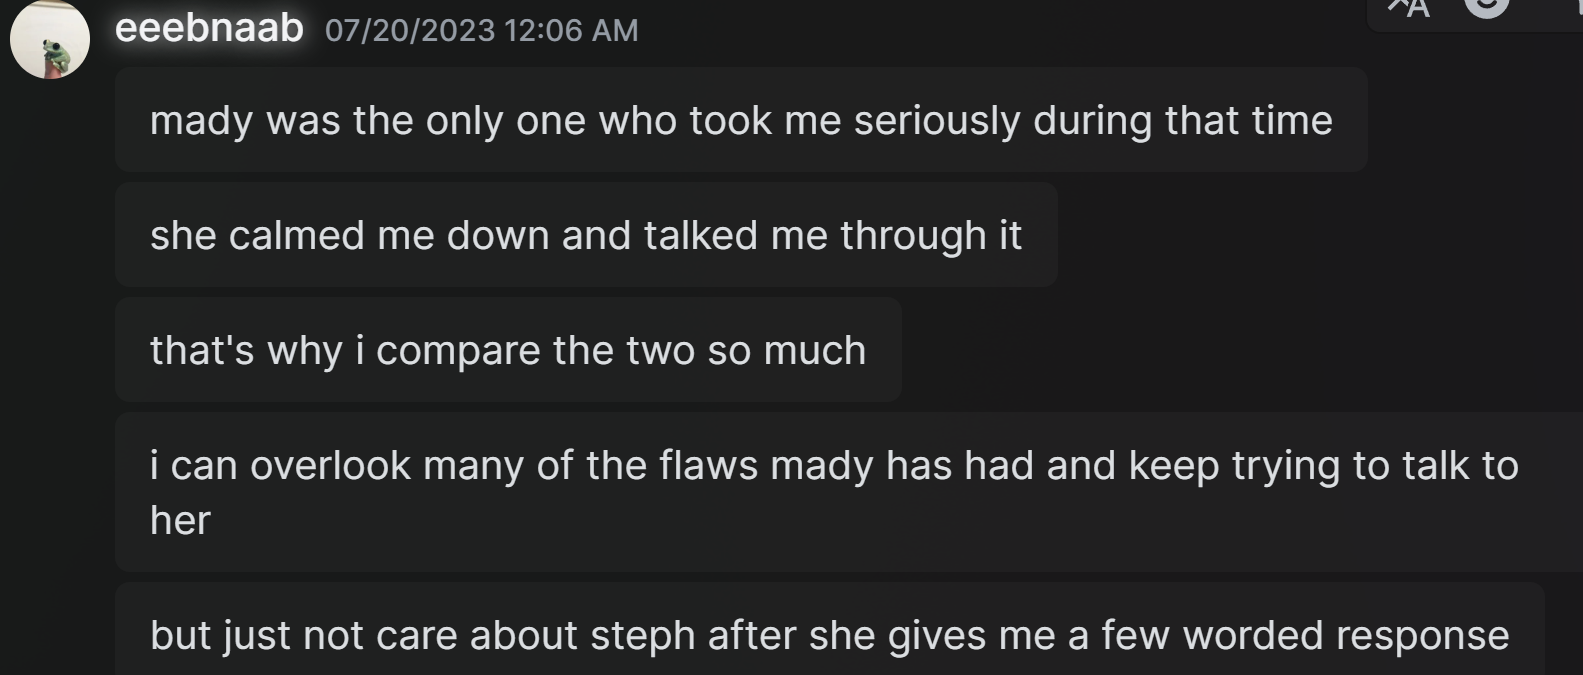 eeebnaab 07/20/2023 12:06 AM
mady was the only one who took me seriously during that time
she calmed me down and talked me through it
that's why i compare the two so much
i can overlook many of the flaws mady has had and keep trying to talk to
her
but just not care about steph after she gives me a few worded response